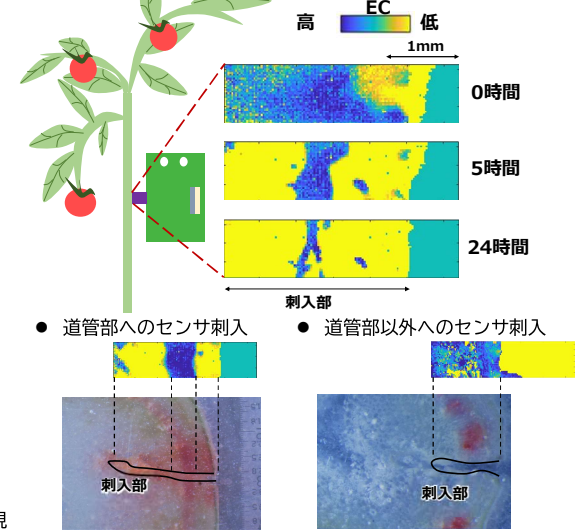 EC
高 低
1mm
0時間
5時間
24時間
刺入部
● 道管部へのセンサ刺入
● 道管部以外へのセンサ刺入
刺入部
刺入部
現